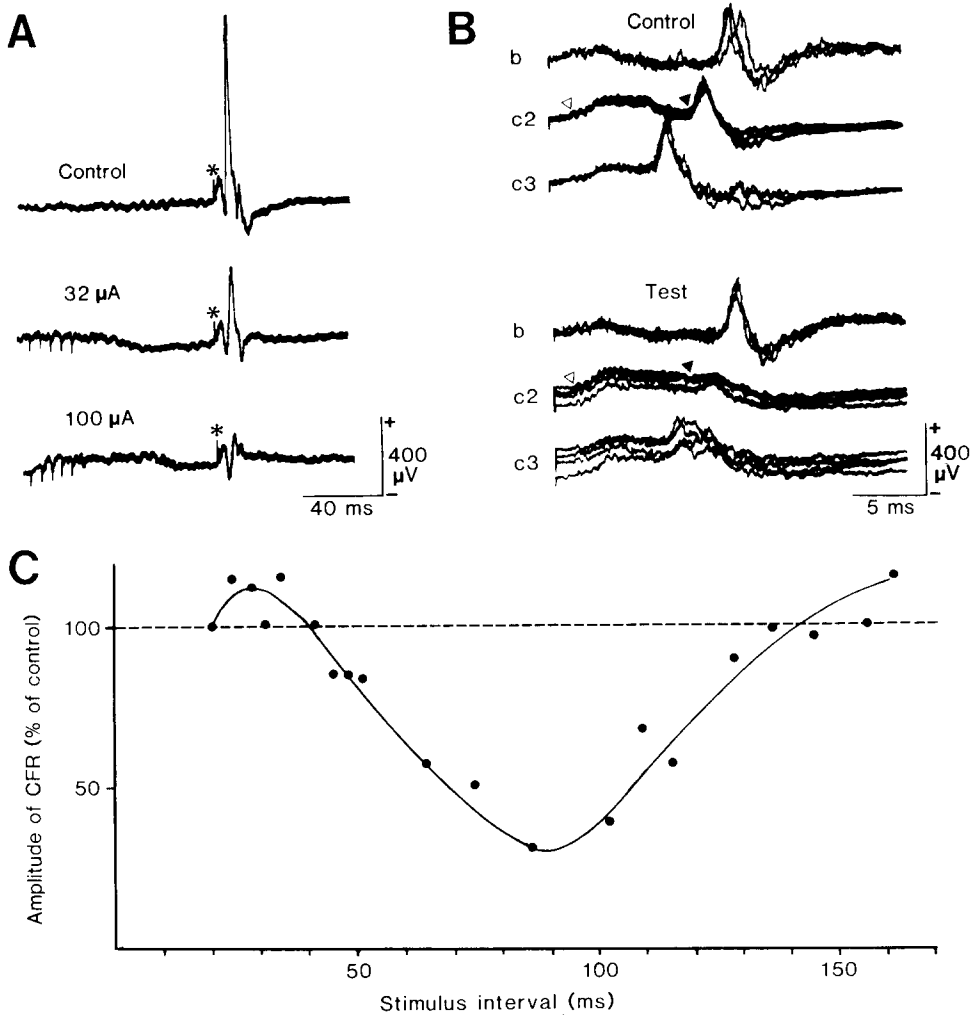 A
Control
*
32 µA
*
100 µA
*
+
400
µV
−
40 ms
B
Control
b
c2
c3
Test
b
c2
c3
+
400
µV
−
5 ms
C
Amplitude of CFR (% of control)
100
50
50
100
150
Stimulus interval (ms)